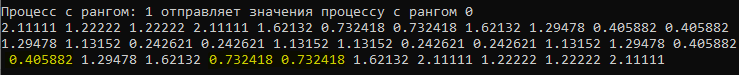 Процесс с рангом: 1 отправляет значения процессу с рангом 0
2.11111 1.22222 1.22222 2.11111 1.62132 0.732418 0.732418 1.62132 1.29478 0.405882 0.405882
1.29478 1.13152 0.242621 0.242621 1.13152 1.13152 0.242621 0.242621 1.13152 1.29478 0.405882
0.405882 1.29478 1.62132 0.732418 0.732418 1.62132 2.11111 1.22222 1.22222 2.11111